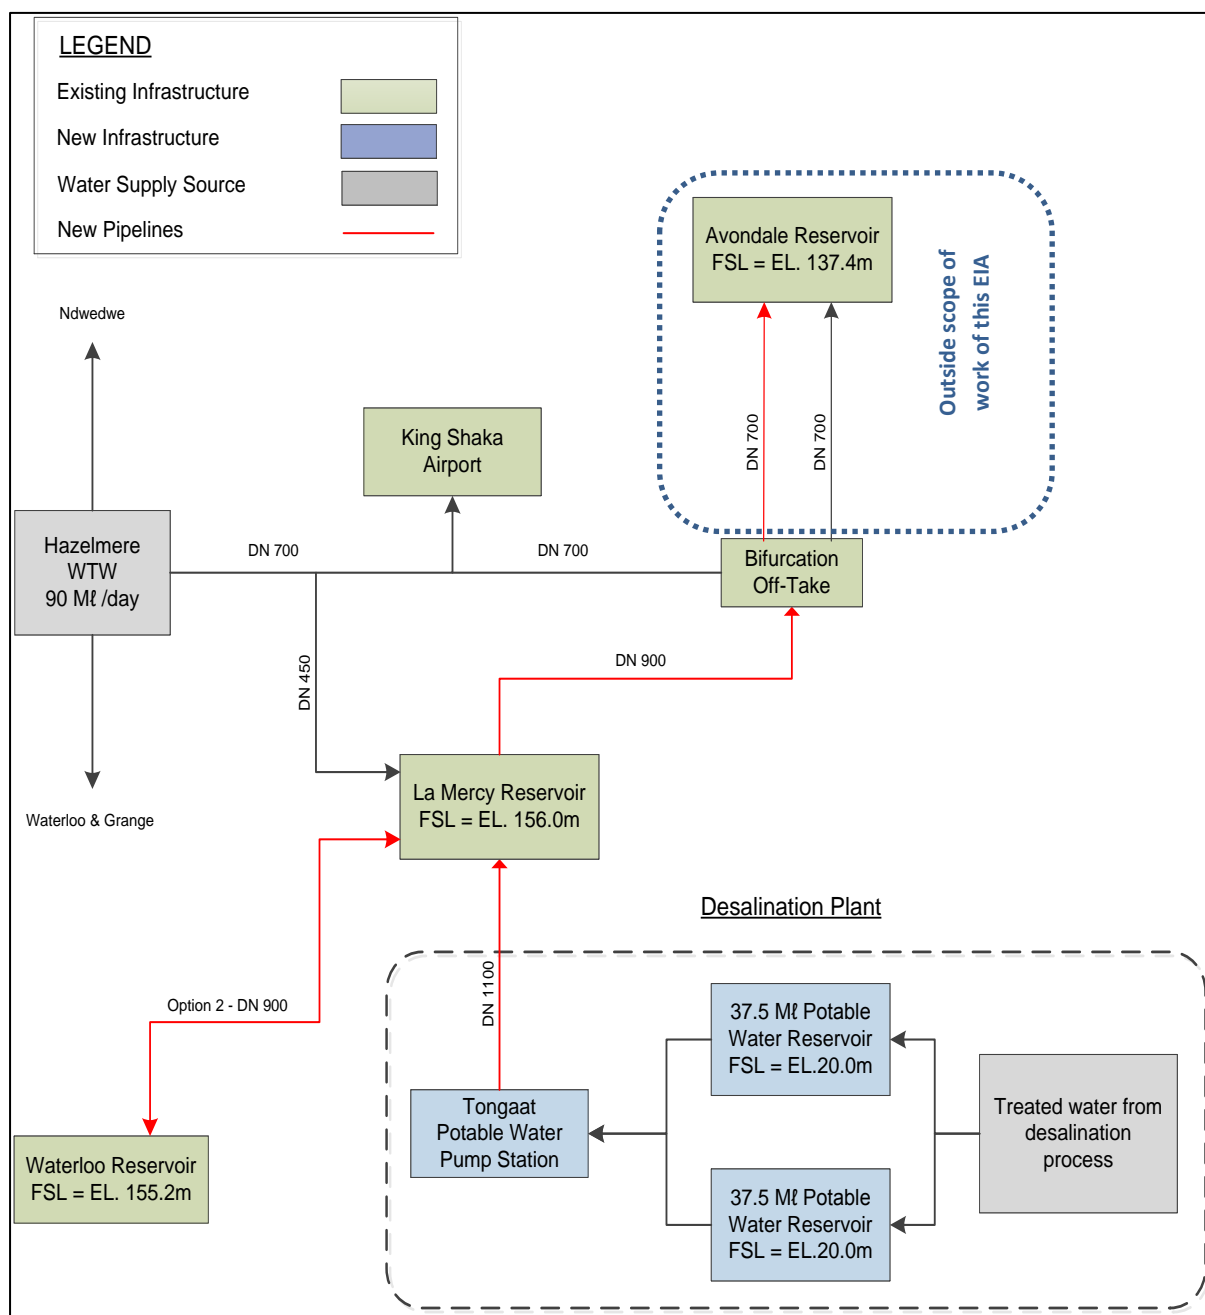 LEGEND
Existing Infrastructure
New Infrastructure
Water Supply Source
New Pipelines
Avondale Reservoir
FSL = EL. 137.4m
Outside scope of
work of this EIA
DN 700
DN 700
Ndwedwe
King Shaka
Airport
Hazelmere
WTW
90 Mℓ /day
DN 700
DN 700
Bifurcation
Off-Take
DN 450
DN 900
La Mercy Reservoir
FSL = EL. 156.0m
Waterloo & Grange
Desalination Plant
DN 1100
Option 2 - DN 900
37.5 Mℓ Potable
Water Reservoir
FSL = EL.20.0m
Tongaat
Potable Water
Pump Station
Treated water from
desalination
process
Waterloo Reservoir
FSL = EL. 155.2m
37.5 Mℓ Potable
Water Reservoir
FSL = EL.20.0m